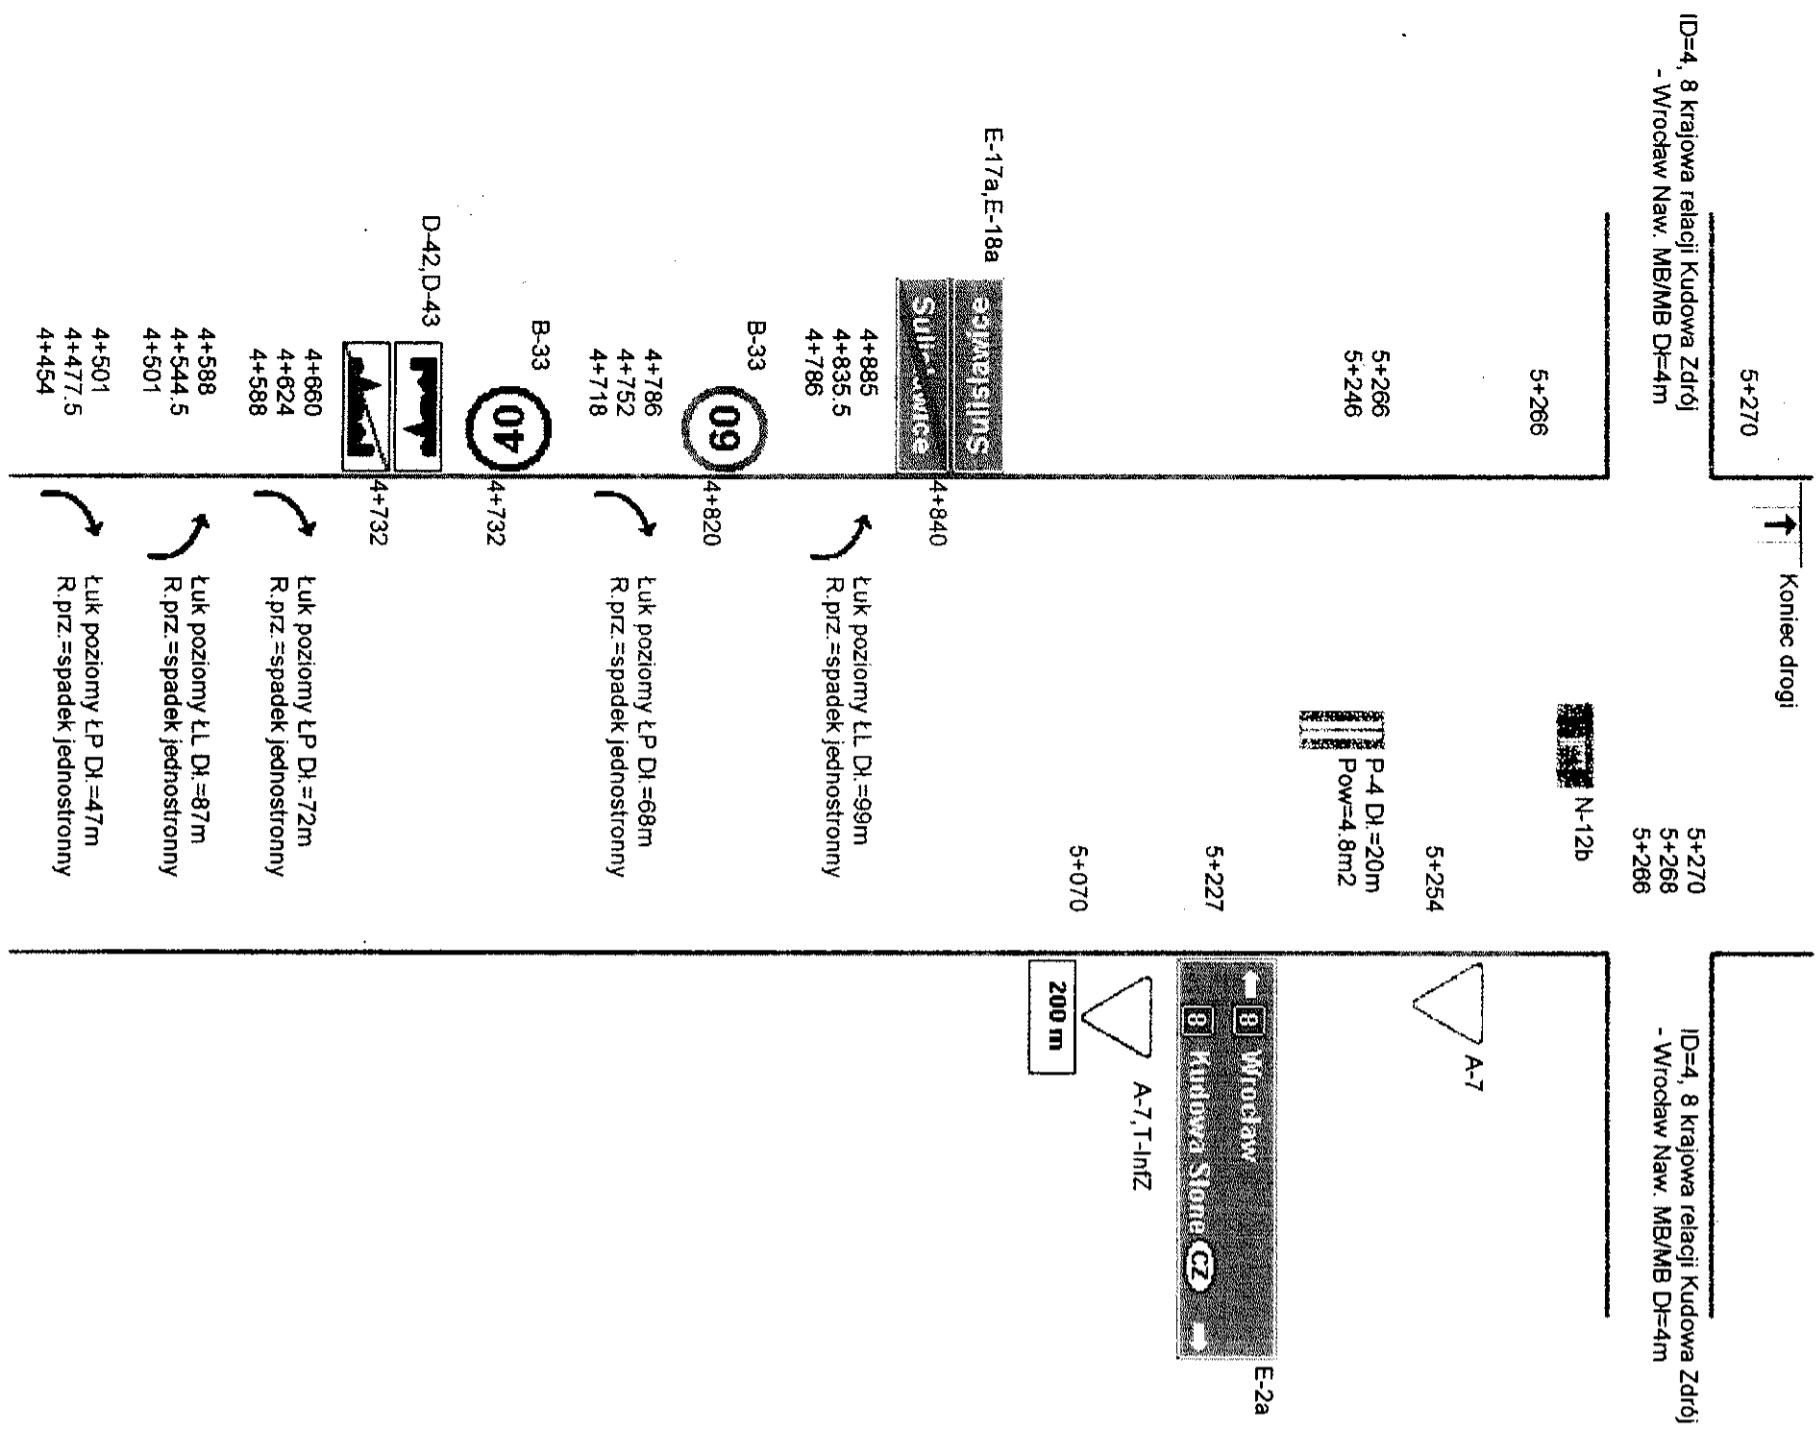 Koniec drogi
5+270
ID=4, 8 krajowa relacji Kudowa Zdrój
- Wrocław Naw. MB/MB Dł=4m
5+270
5+268
5+266
ID=4, 8 krajowa relacji Kudowa Zdrój
- Wrocław Naw. MB/MB Dł=4m
5+266
N-12b
5+254
A-7
5+266
5+246
P-4 Dł.=20m
Pow=4.8m2
5+227
8 Wrocław
8 Kudowa Słone CZ
E-2a
5+070
A-7,T-InfZ
200 m
E-17a,E-18a
Sulisławice
Sulisławice
4+840
4+885
4+835.5
4+786
Łuk poziomy ŁL Dł.=99m
R.prz.=spadek jednostronny
B-33
60
4+820
4+786
4+752
4+718
Łuk poziomy ŁP Dł.=68m
R.prz.=spadek jednostronny
B-33
40
4+732
D-42,D-43
4+732
4+660
4+624
4+588
Łuk poziomy ŁP Dł.=72m
R.prz.=spadek jednostronny
4+588
4+544.5
4+501
Łuk poziomy ŁL Dł.=87m
R.prz.=spadek jednostronny
4+501
4+477.5
4+454
Łuk poziomy ŁP Dł.=47m
R.prz.=spadek jednostronny